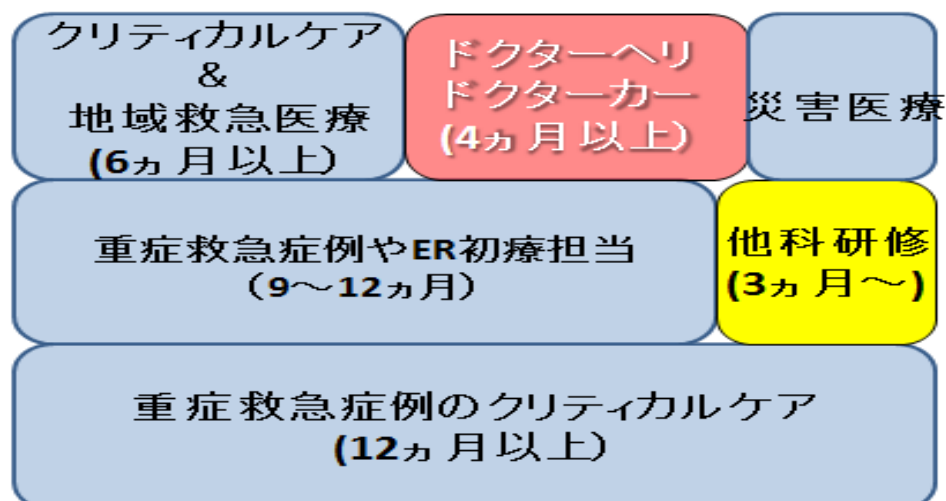 クリティカルケア
&
地域救急医療
(6ヵ月以上)
ドクターヘリ
ドクターカー
(4ヵ月以上)
災害医療
重症救急症例やER初療担当
（9～12ヵ月）
他科研修
(3ヵ月～)
重症救急症例のクリティカルケア
(12ヵ月以上)